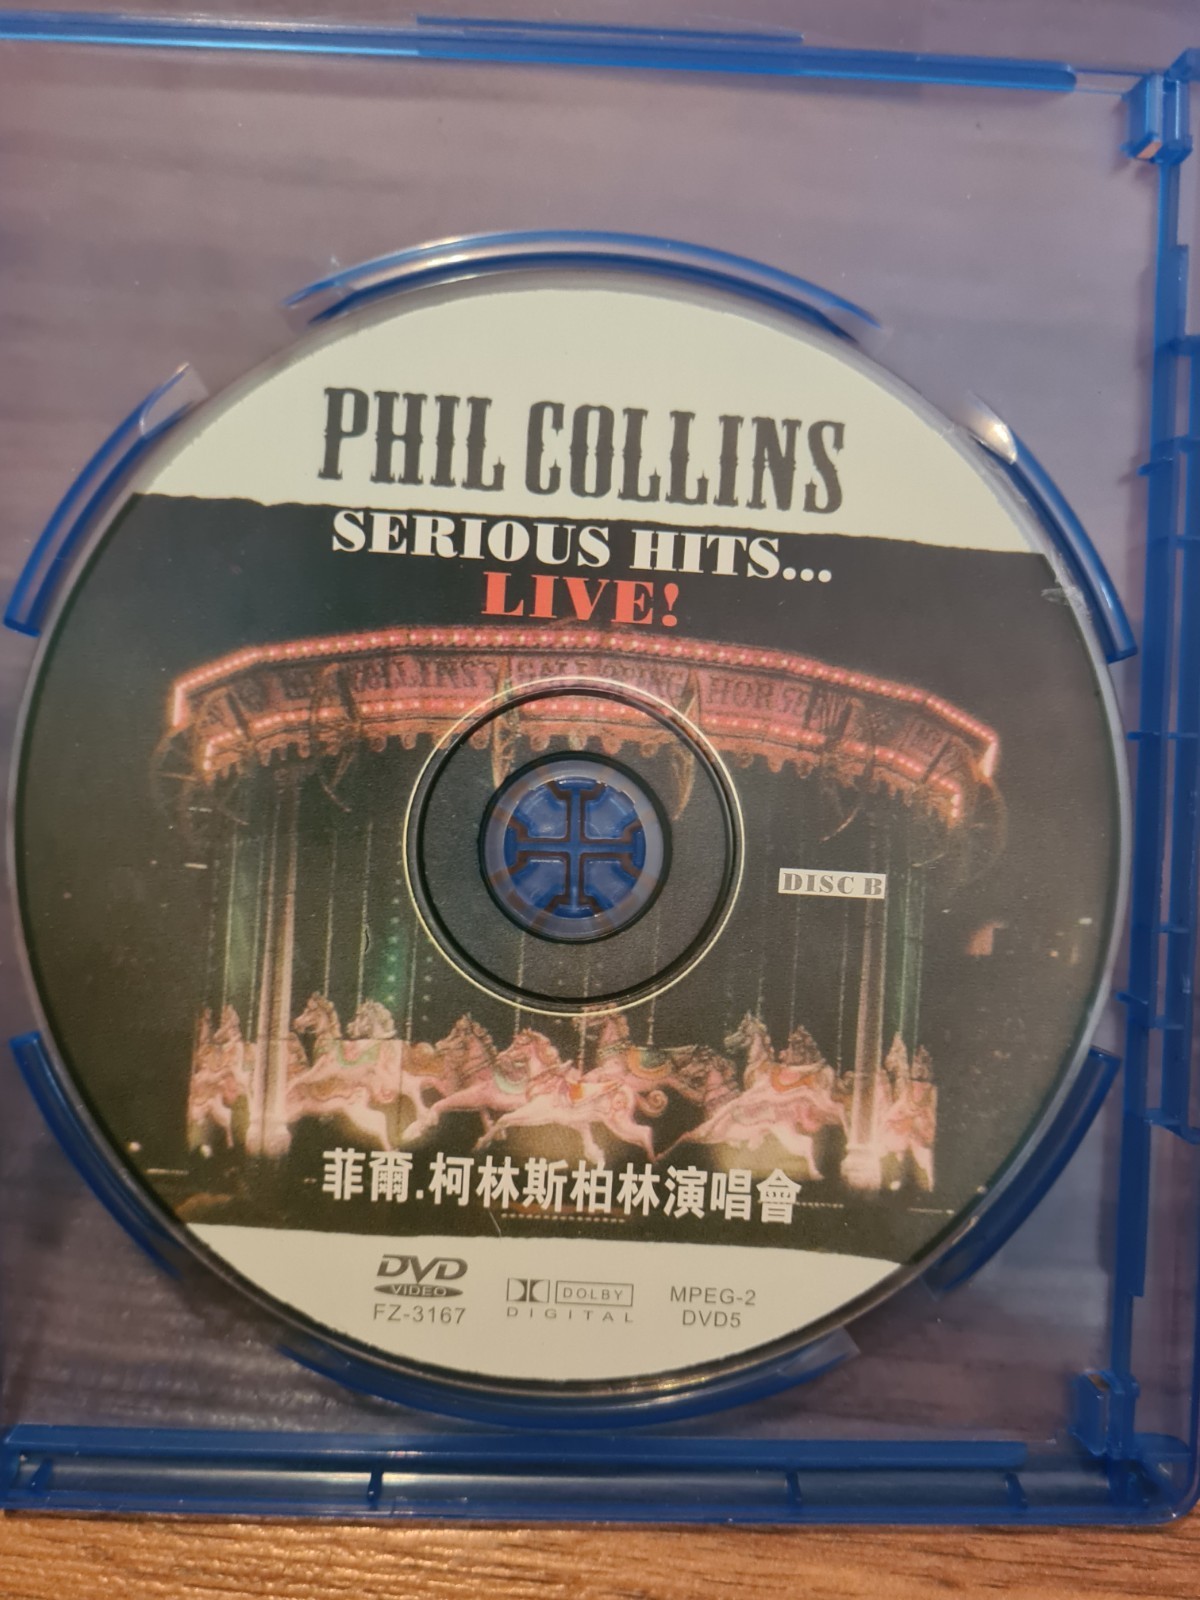 PHIL COLLINS
SERIOUS HITS...
LIVE!
DISC B
菲爾.柯林斯柏林演唱會
DVD
VIDEO
FZ-3167
DOLBY
DIGITAL
MPEG-2
DVD5